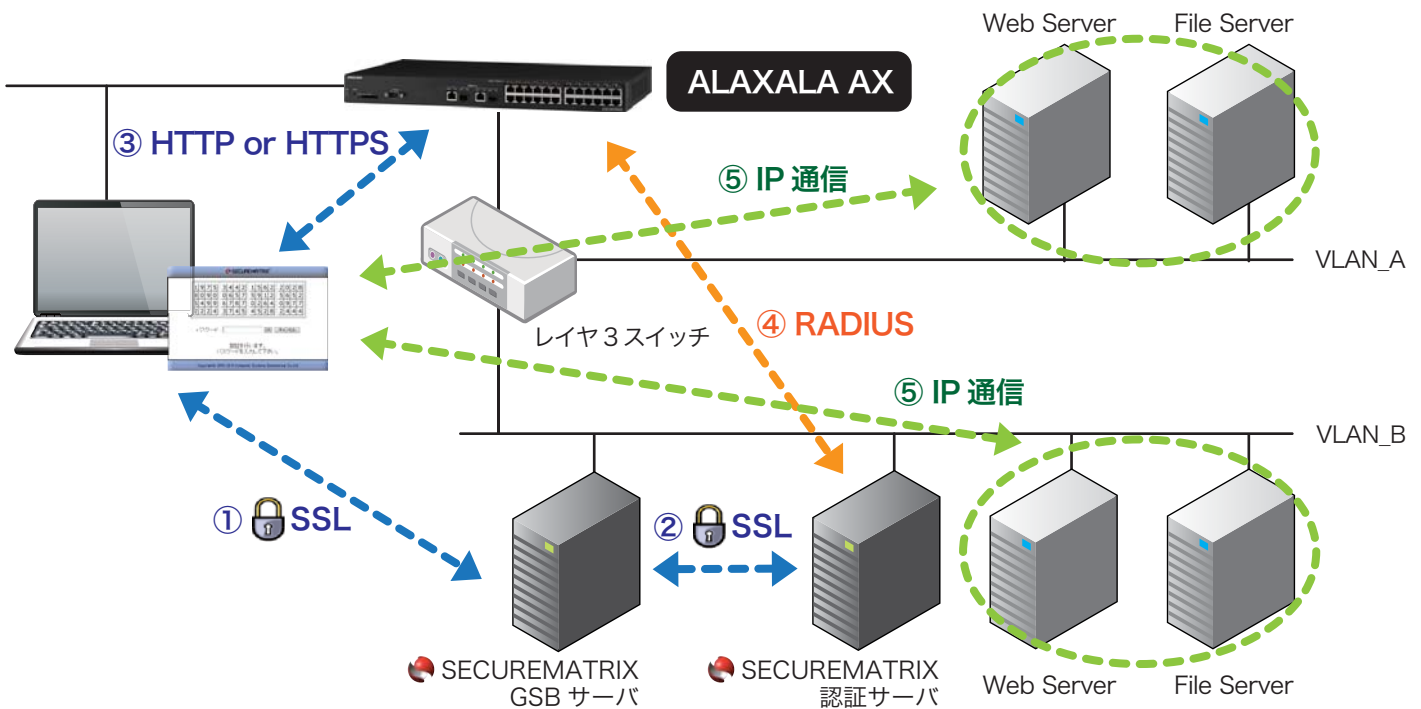 Web Server
File Server
ALAXALA AX
③ HTTP or HTTPS
⑤ IP 通信
VLAN_A
SECUREMATRIX
レイヤ 3 スイッチ
④ RADIUS
⑤ IP 通信
VLAN_B
① SSL
② SSL
SECUREMATRIX
GSB サーバ
SECUREMATRIX
認証サーバ
Web Server
File Server